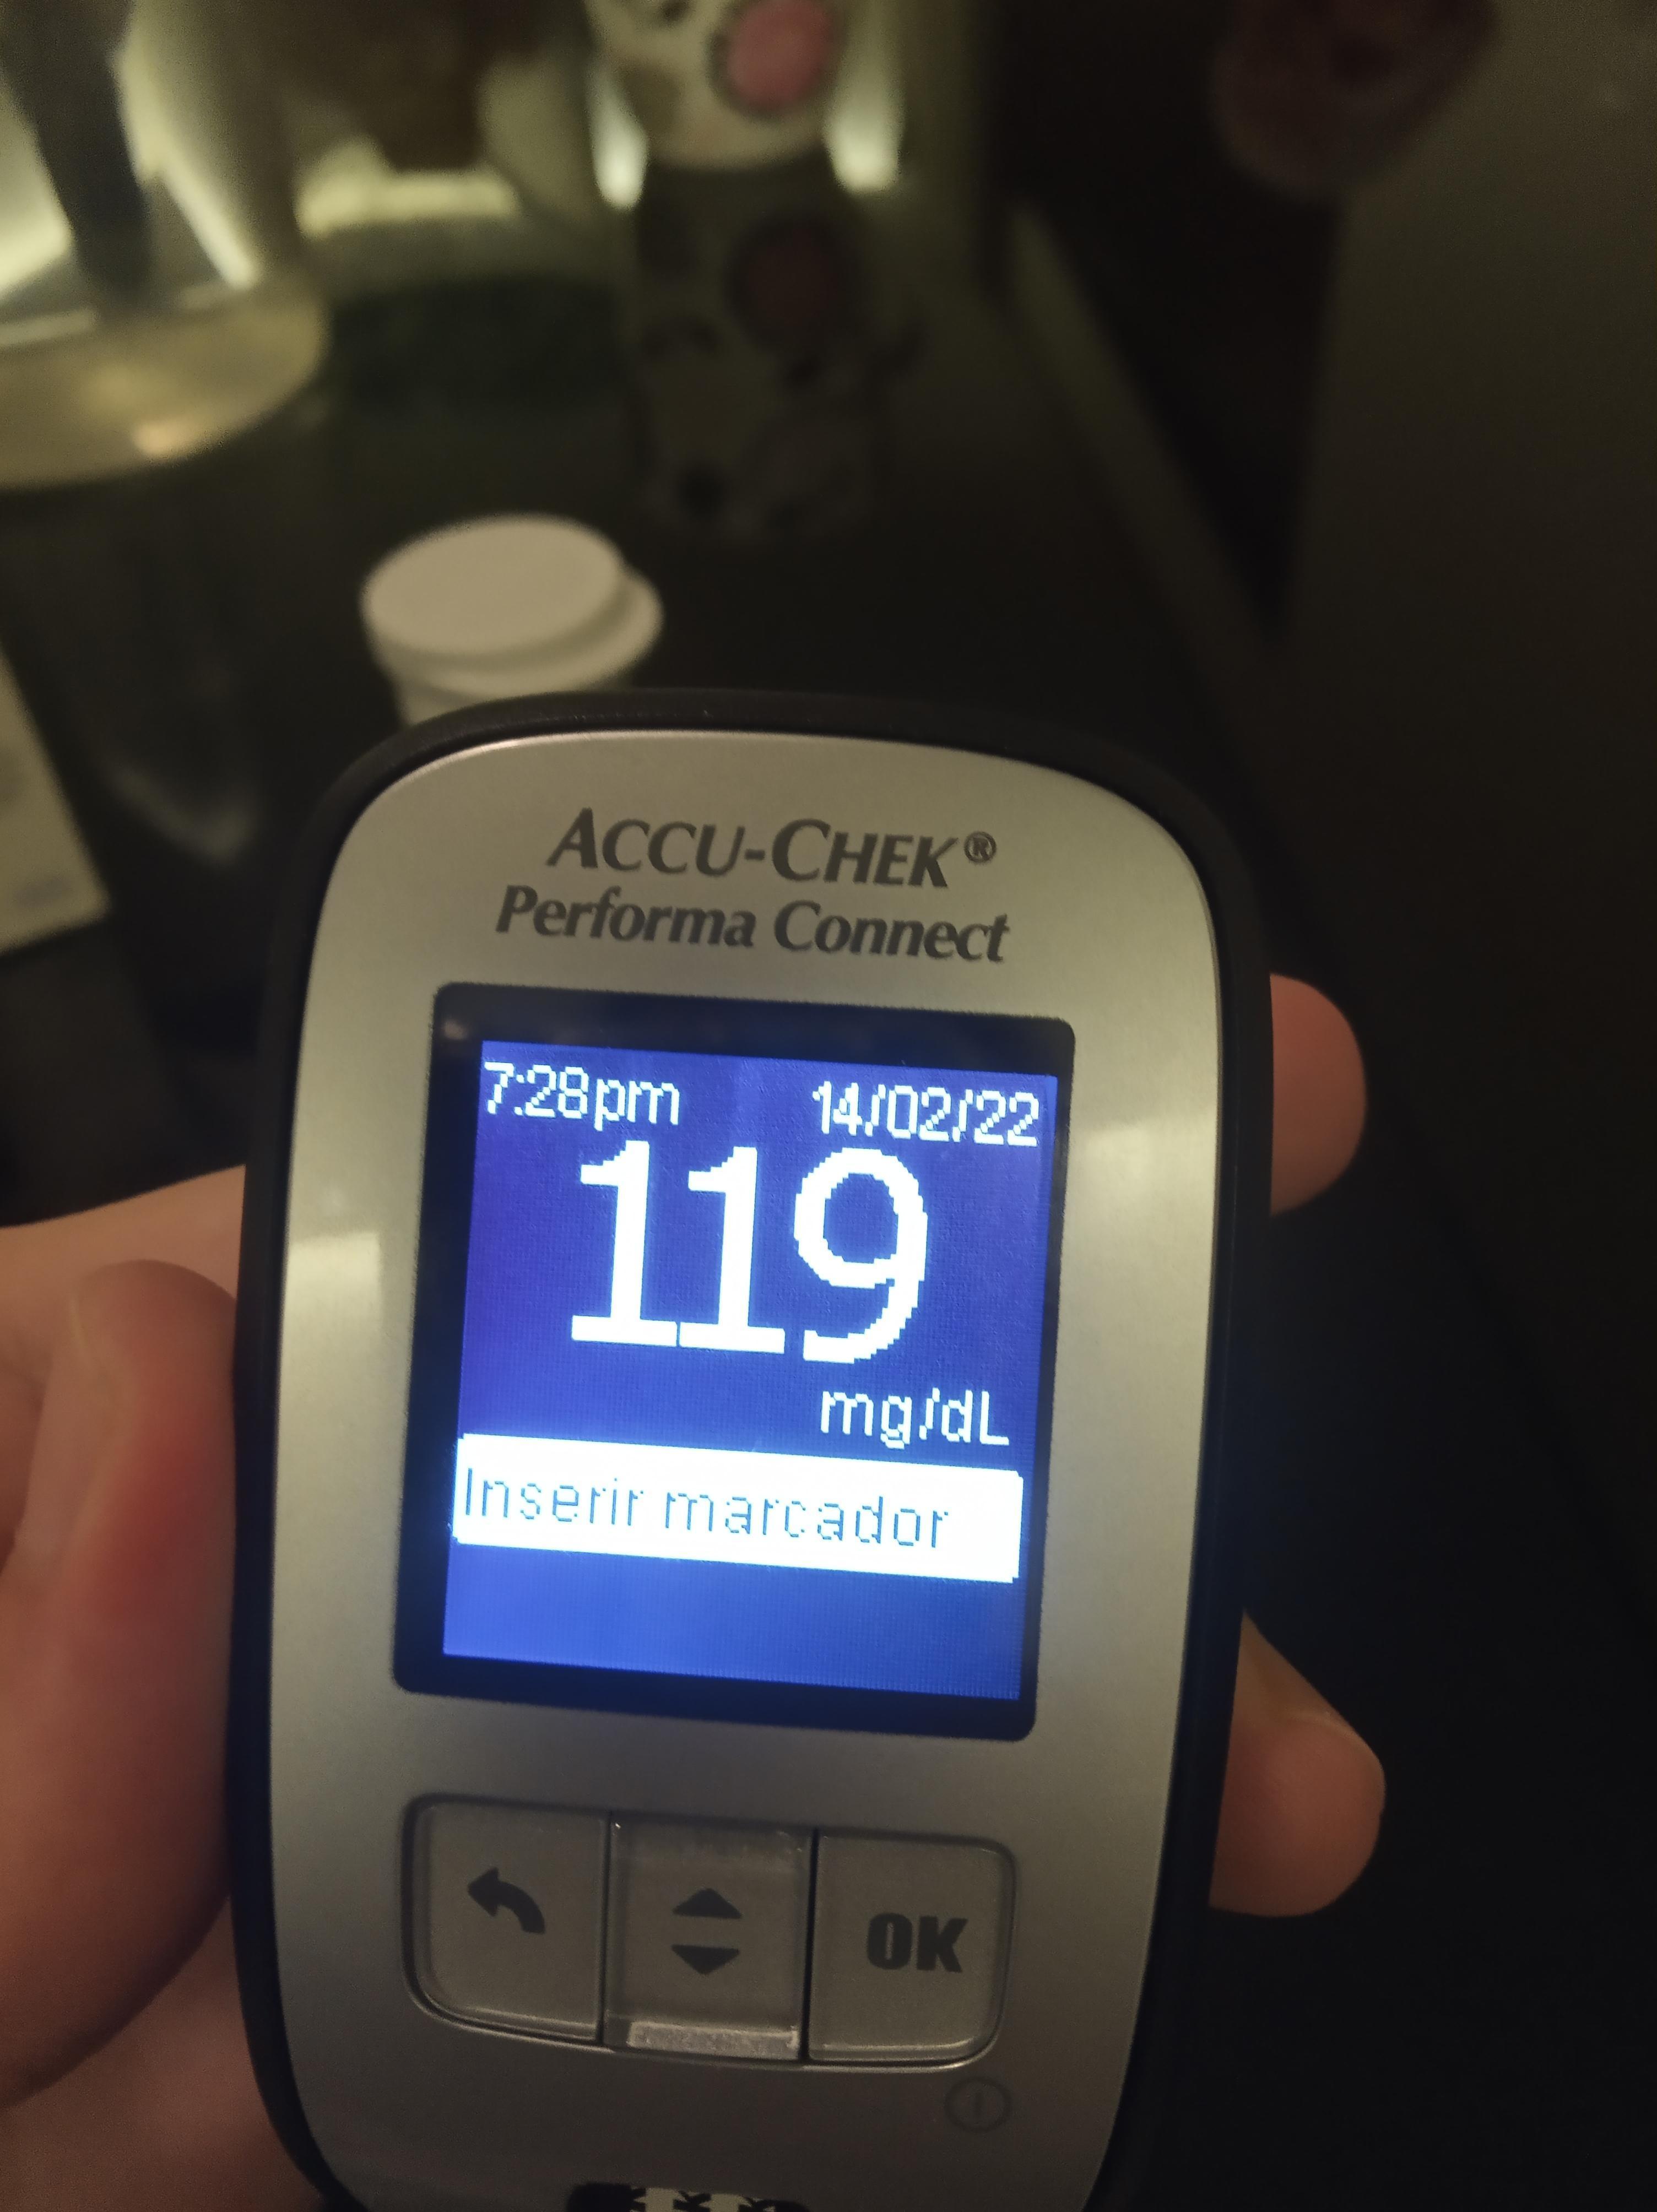 ACCU-CHEK®
Performa Connect
7:28pm 14/02/22
119
mg/dL
Inserir marcador
OK